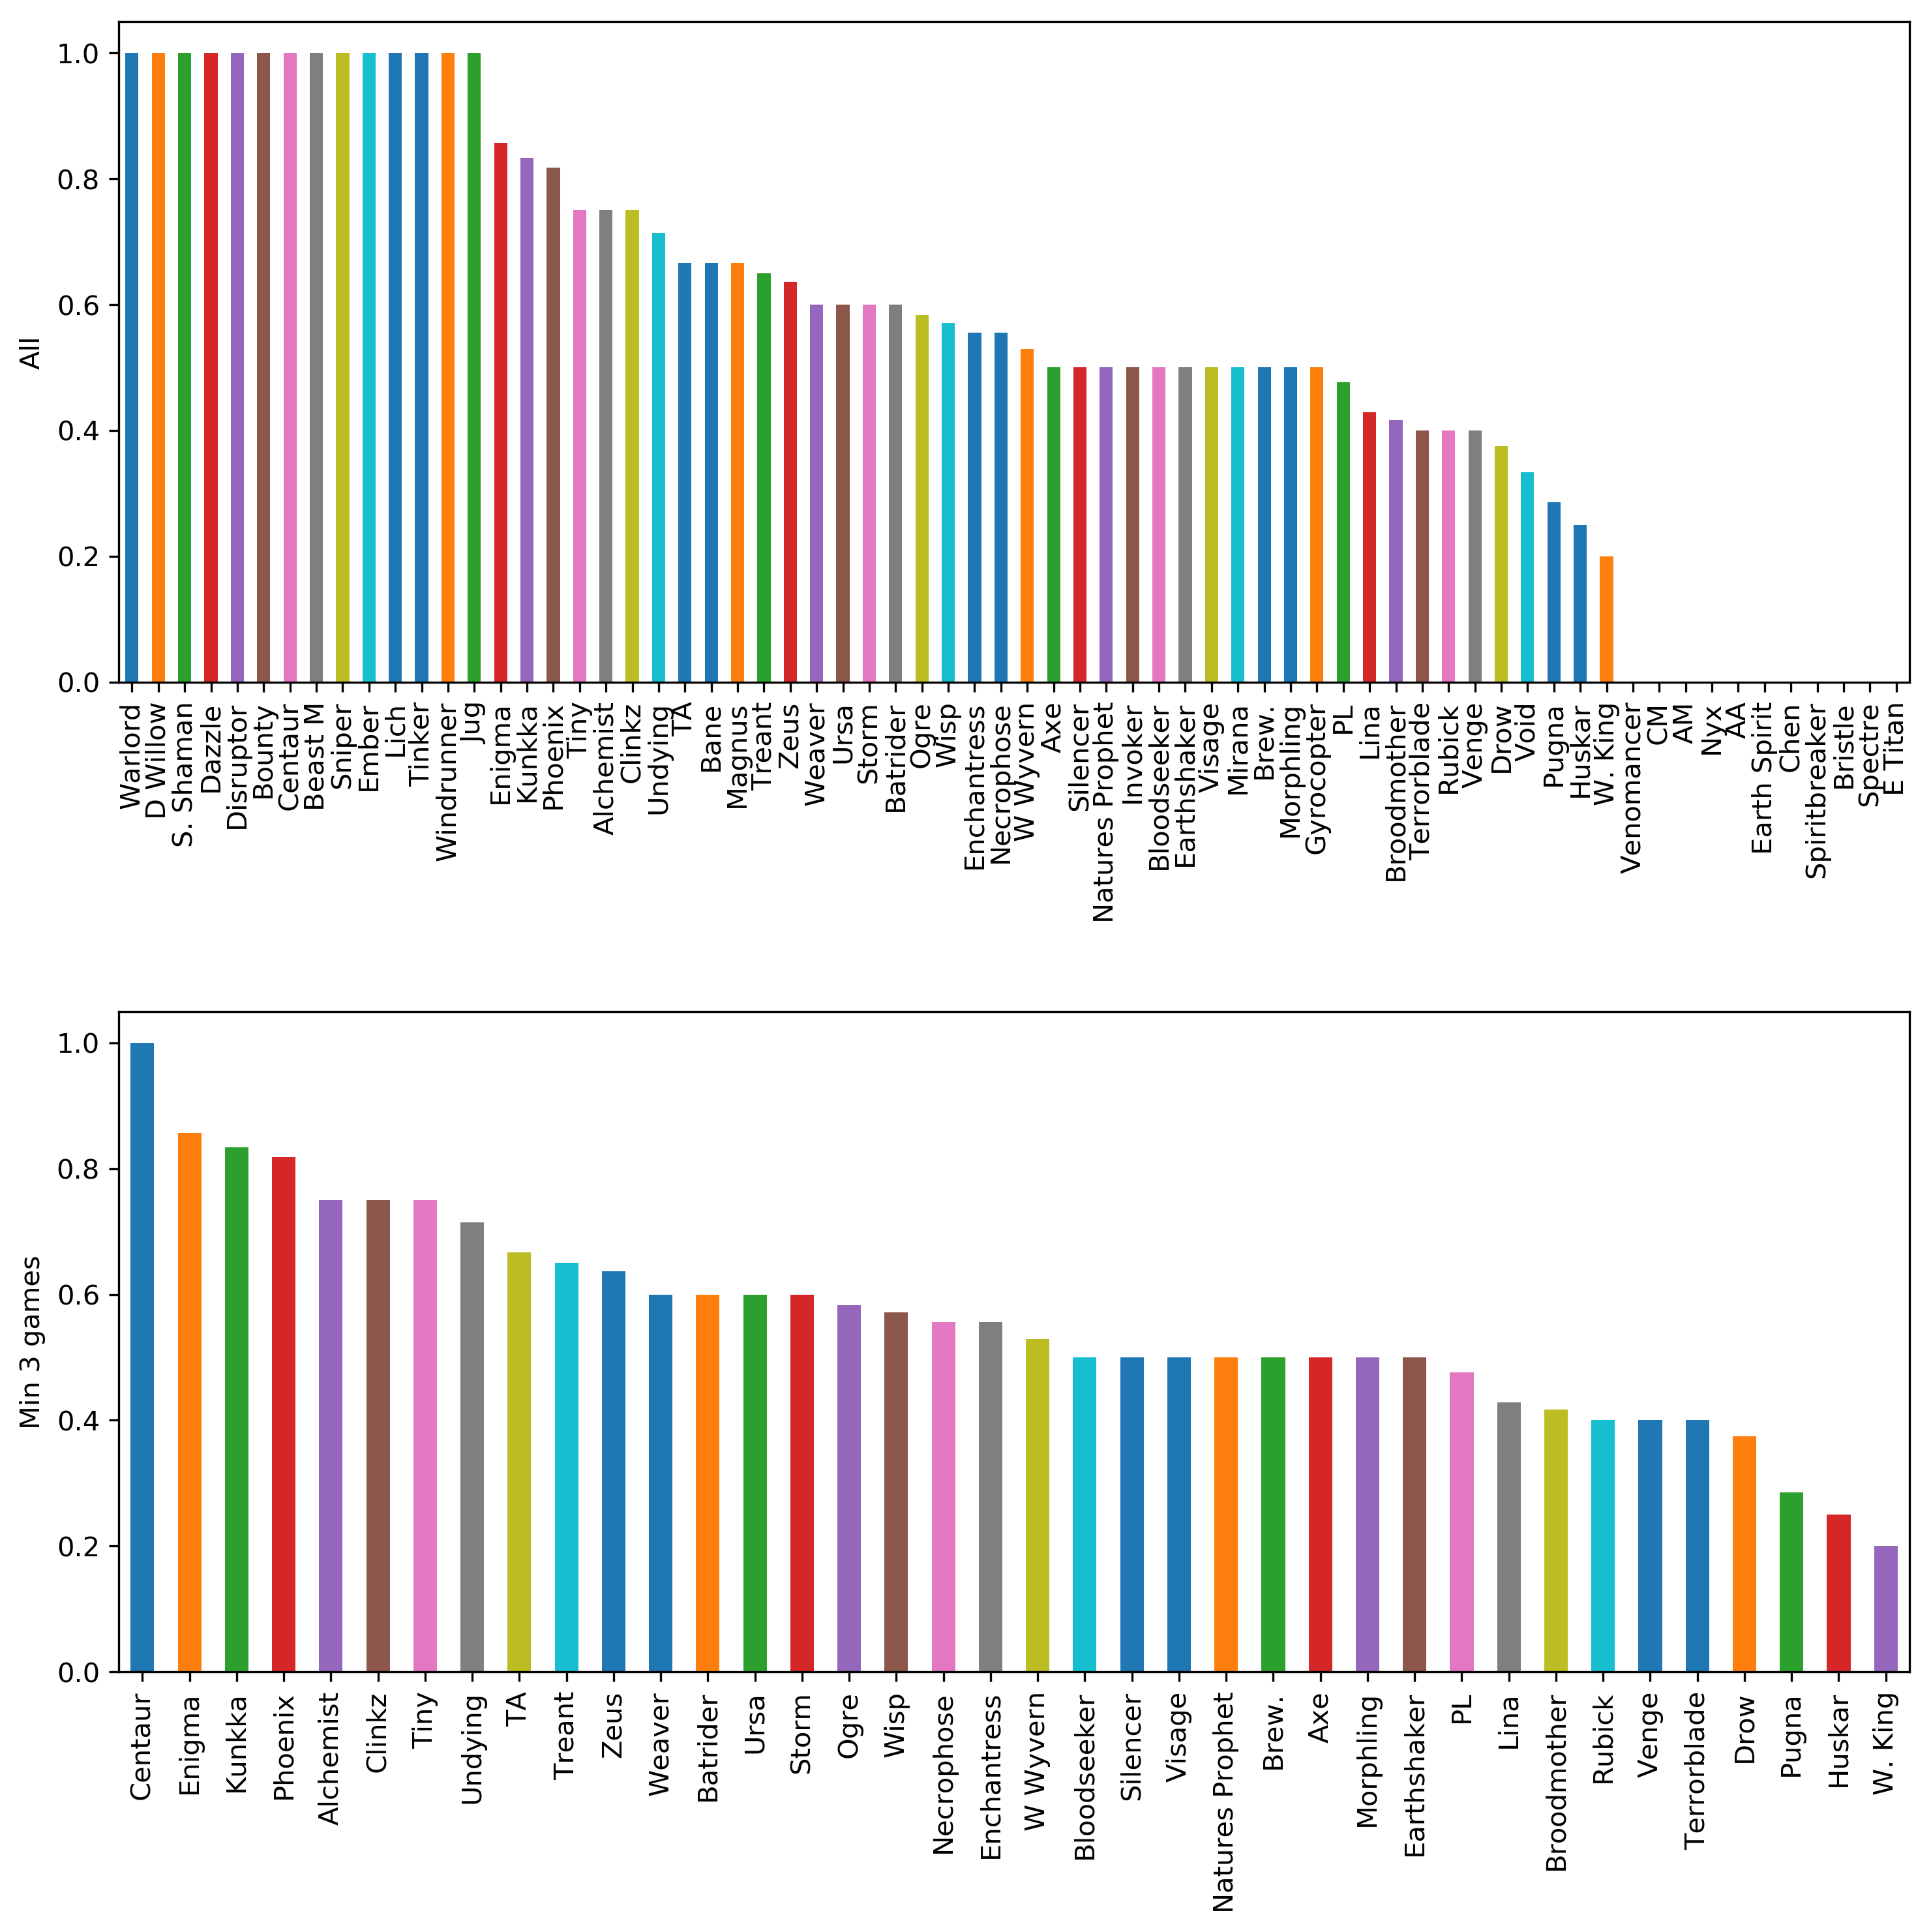 All
1.0
0.8
0.6
0.4
0.2
0.0
Warlord
D Willow
S. Shaman
Dazzle
Disruptor
Bounty
Centaur
Beast M
Sniper
Ember
Lich
Tinker
Windrunner
Jug
Enigma
Kunkka
Phoenix
Tiny
Alchemist
Clinkz
Undying
TA
Bane
Magnus
Treant
Zeus
Weaver
Ursa
Storm
Batrider
Ogre
Wisp
Enchantress
Necrophose
W Wyvern
Axe
Silencer
Natures Prophet
Invoker
Bloodseeker
Earthshaker
Visage
Mirana
Brew.
Morphling
Gyrocopter
PL
Lina
Broodmother
Terrorblade
Rubick
Venge
Drow
Void
Pugna
Huskar
W. King
Venomancer
CM
AM
Nyx
AA
Earth Spirit
Chen
Spiritbreaker
Bristle
Spectre
E Titan
Min 3 games
1.0
0.8
0.6
0.4
0.2
0.0
Centaur
Enigma
Kunkka
Phoenix
Alchemist
Clinkz
Tiny
Undying
TA
Treant
Zeus
Weaver
Batrider
Ursa
Storm
Ogre
Wisp
Necrophose
Enchantress
W Wyvern
Bloodseeker
Silencer
Visage
Natures Prophet
Brew.
Axe
Morphling
Earthshaker
PL
Lina
Broodmother
Rubick
Venge
Terrorblade
Drow
Pugna
Huskar
W. King